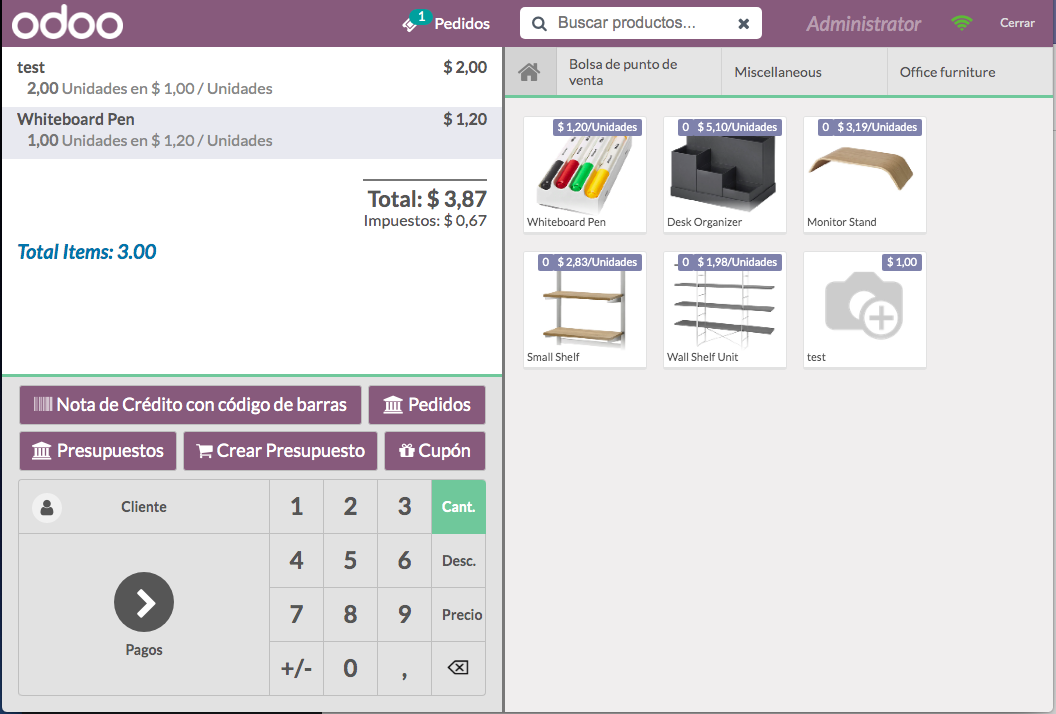 odoo
1
Pedidos
Buscar productos...
Administrator
Cerrar
test $ 2,00
2,00 Unidades en $ 1,00 / Unidades
Whiteboard Pen $ 1,20
1,00 Unidades en $ 1,20 / Unidades
Total: $ 3,87
Impuestos: $ 0,67
Total Items: 3.00
Nota de Crédito con código de barras
Pedidos
Presupuestos
Crear Presupuesto
Cupón
Cliente
1 2 3 Cant.
4 5 6 Desc.
Pagos
7 8 9 Precio
+/- 0 ,
Bolsa de punto de
venta
Miscellaneous
Office furniture
$ 1,20/Unidades
Whiteboard Pen
0 $ 5,10/Unidades
Desk Organizer
0 $ 3,19/Unidades
Monitor Stand
0 $ 2,83/Unidades
Small Shelf
0 $ 1,98/Unidades
Wall Shelf Unit
$ 1,00
test